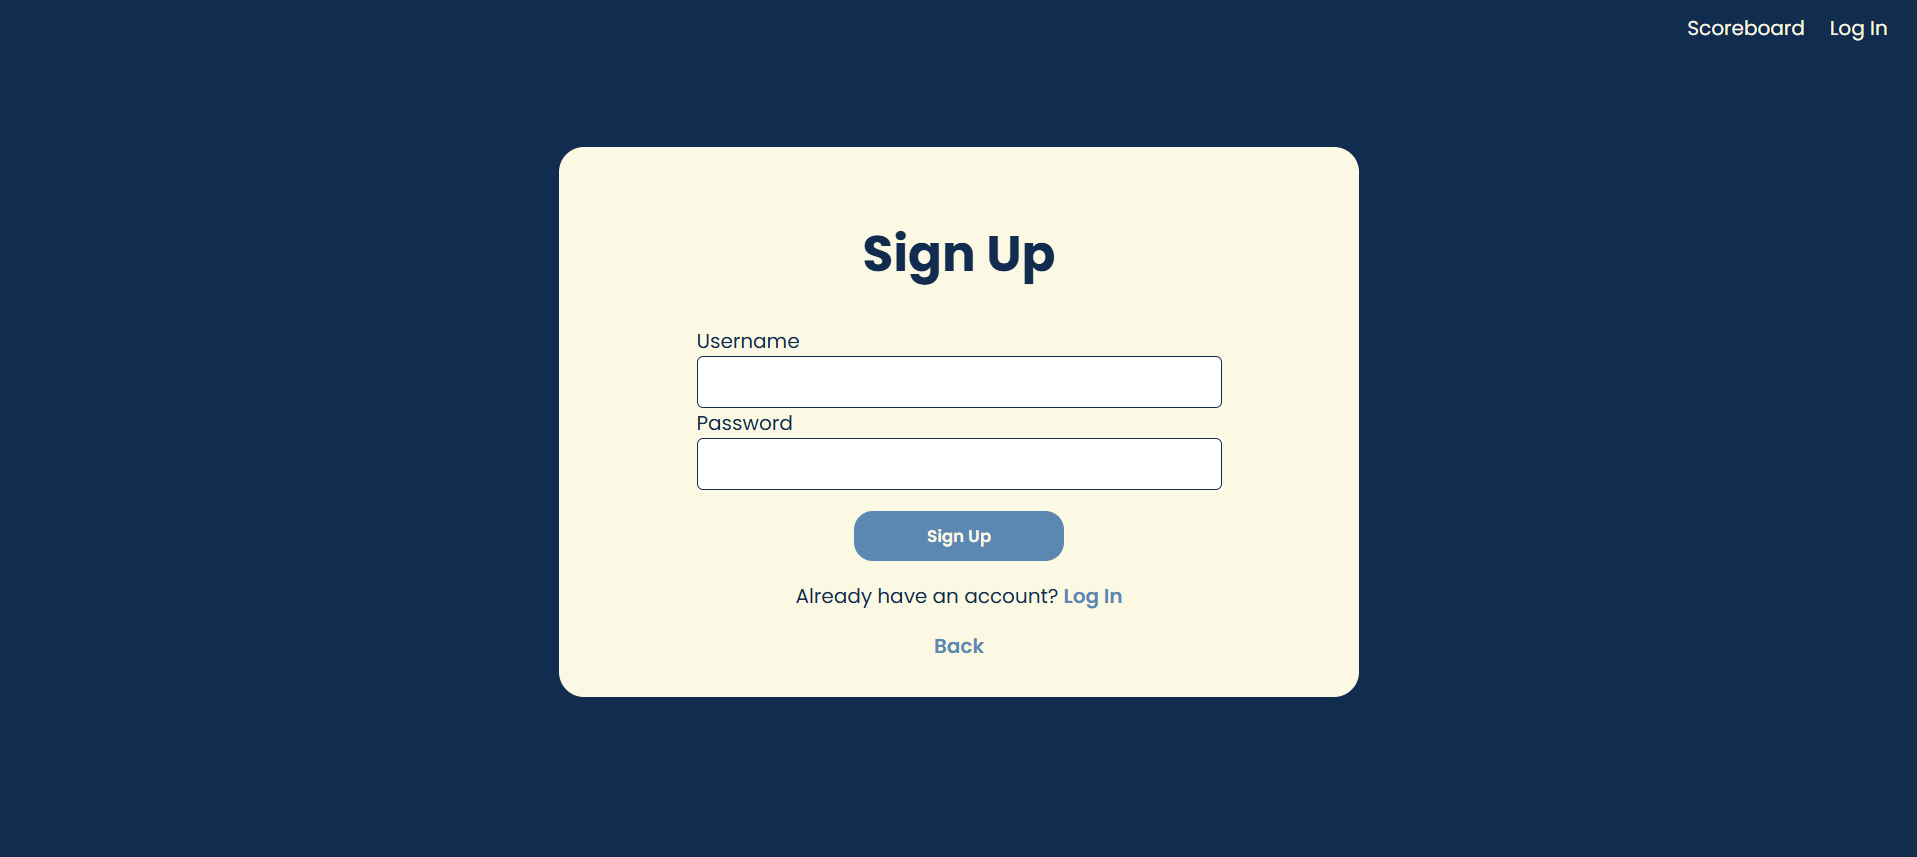 Scoreboard Log In
Sign Up
Username
Password
Sign Up
Already have an account? Log In
Back